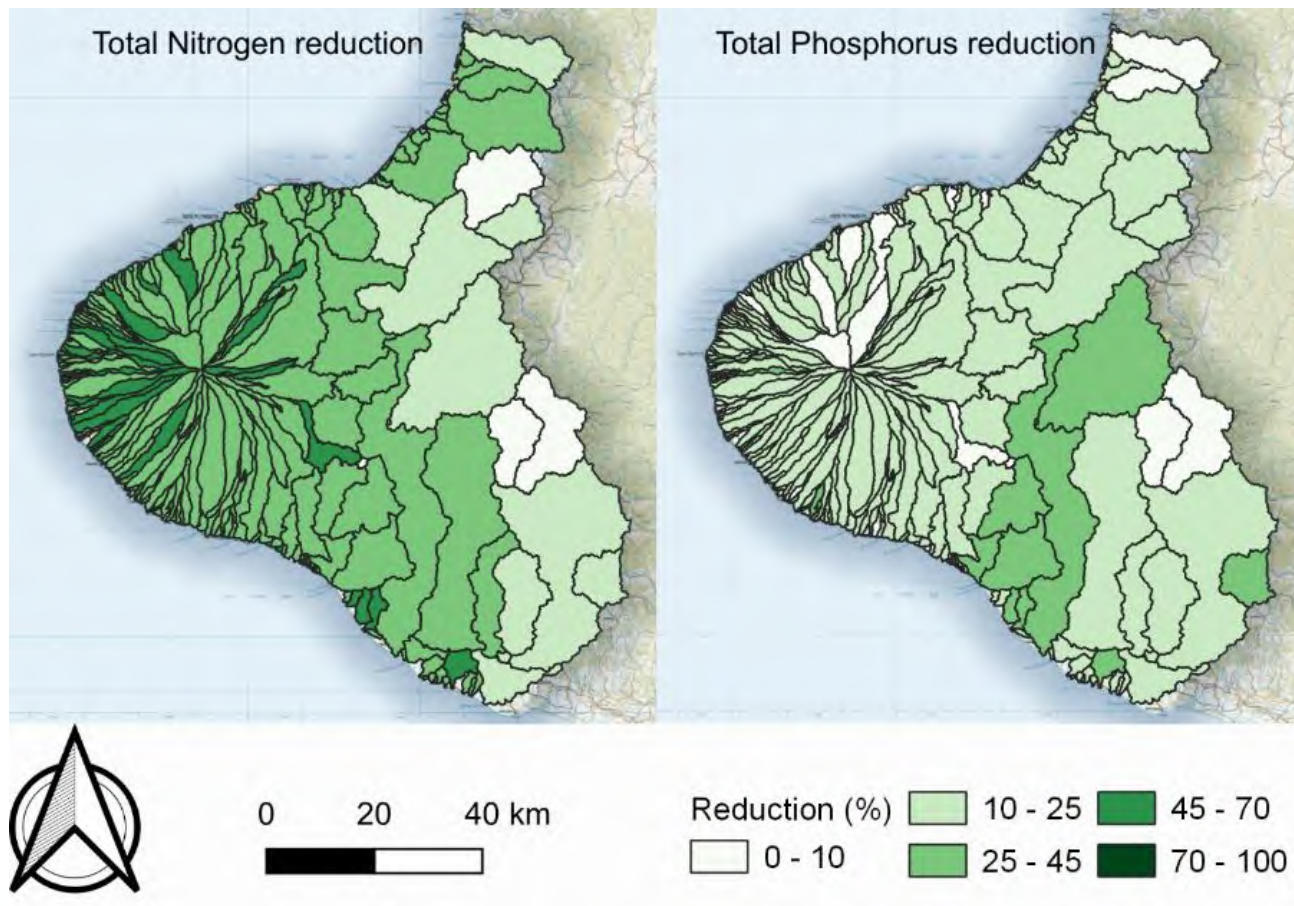 Total Nitrogen reduction
Total Phosphorus reduction
0 20 40 km
Reduction (%)
0 - 10
10 - 25
25 - 45
45 - 70
70 - 100